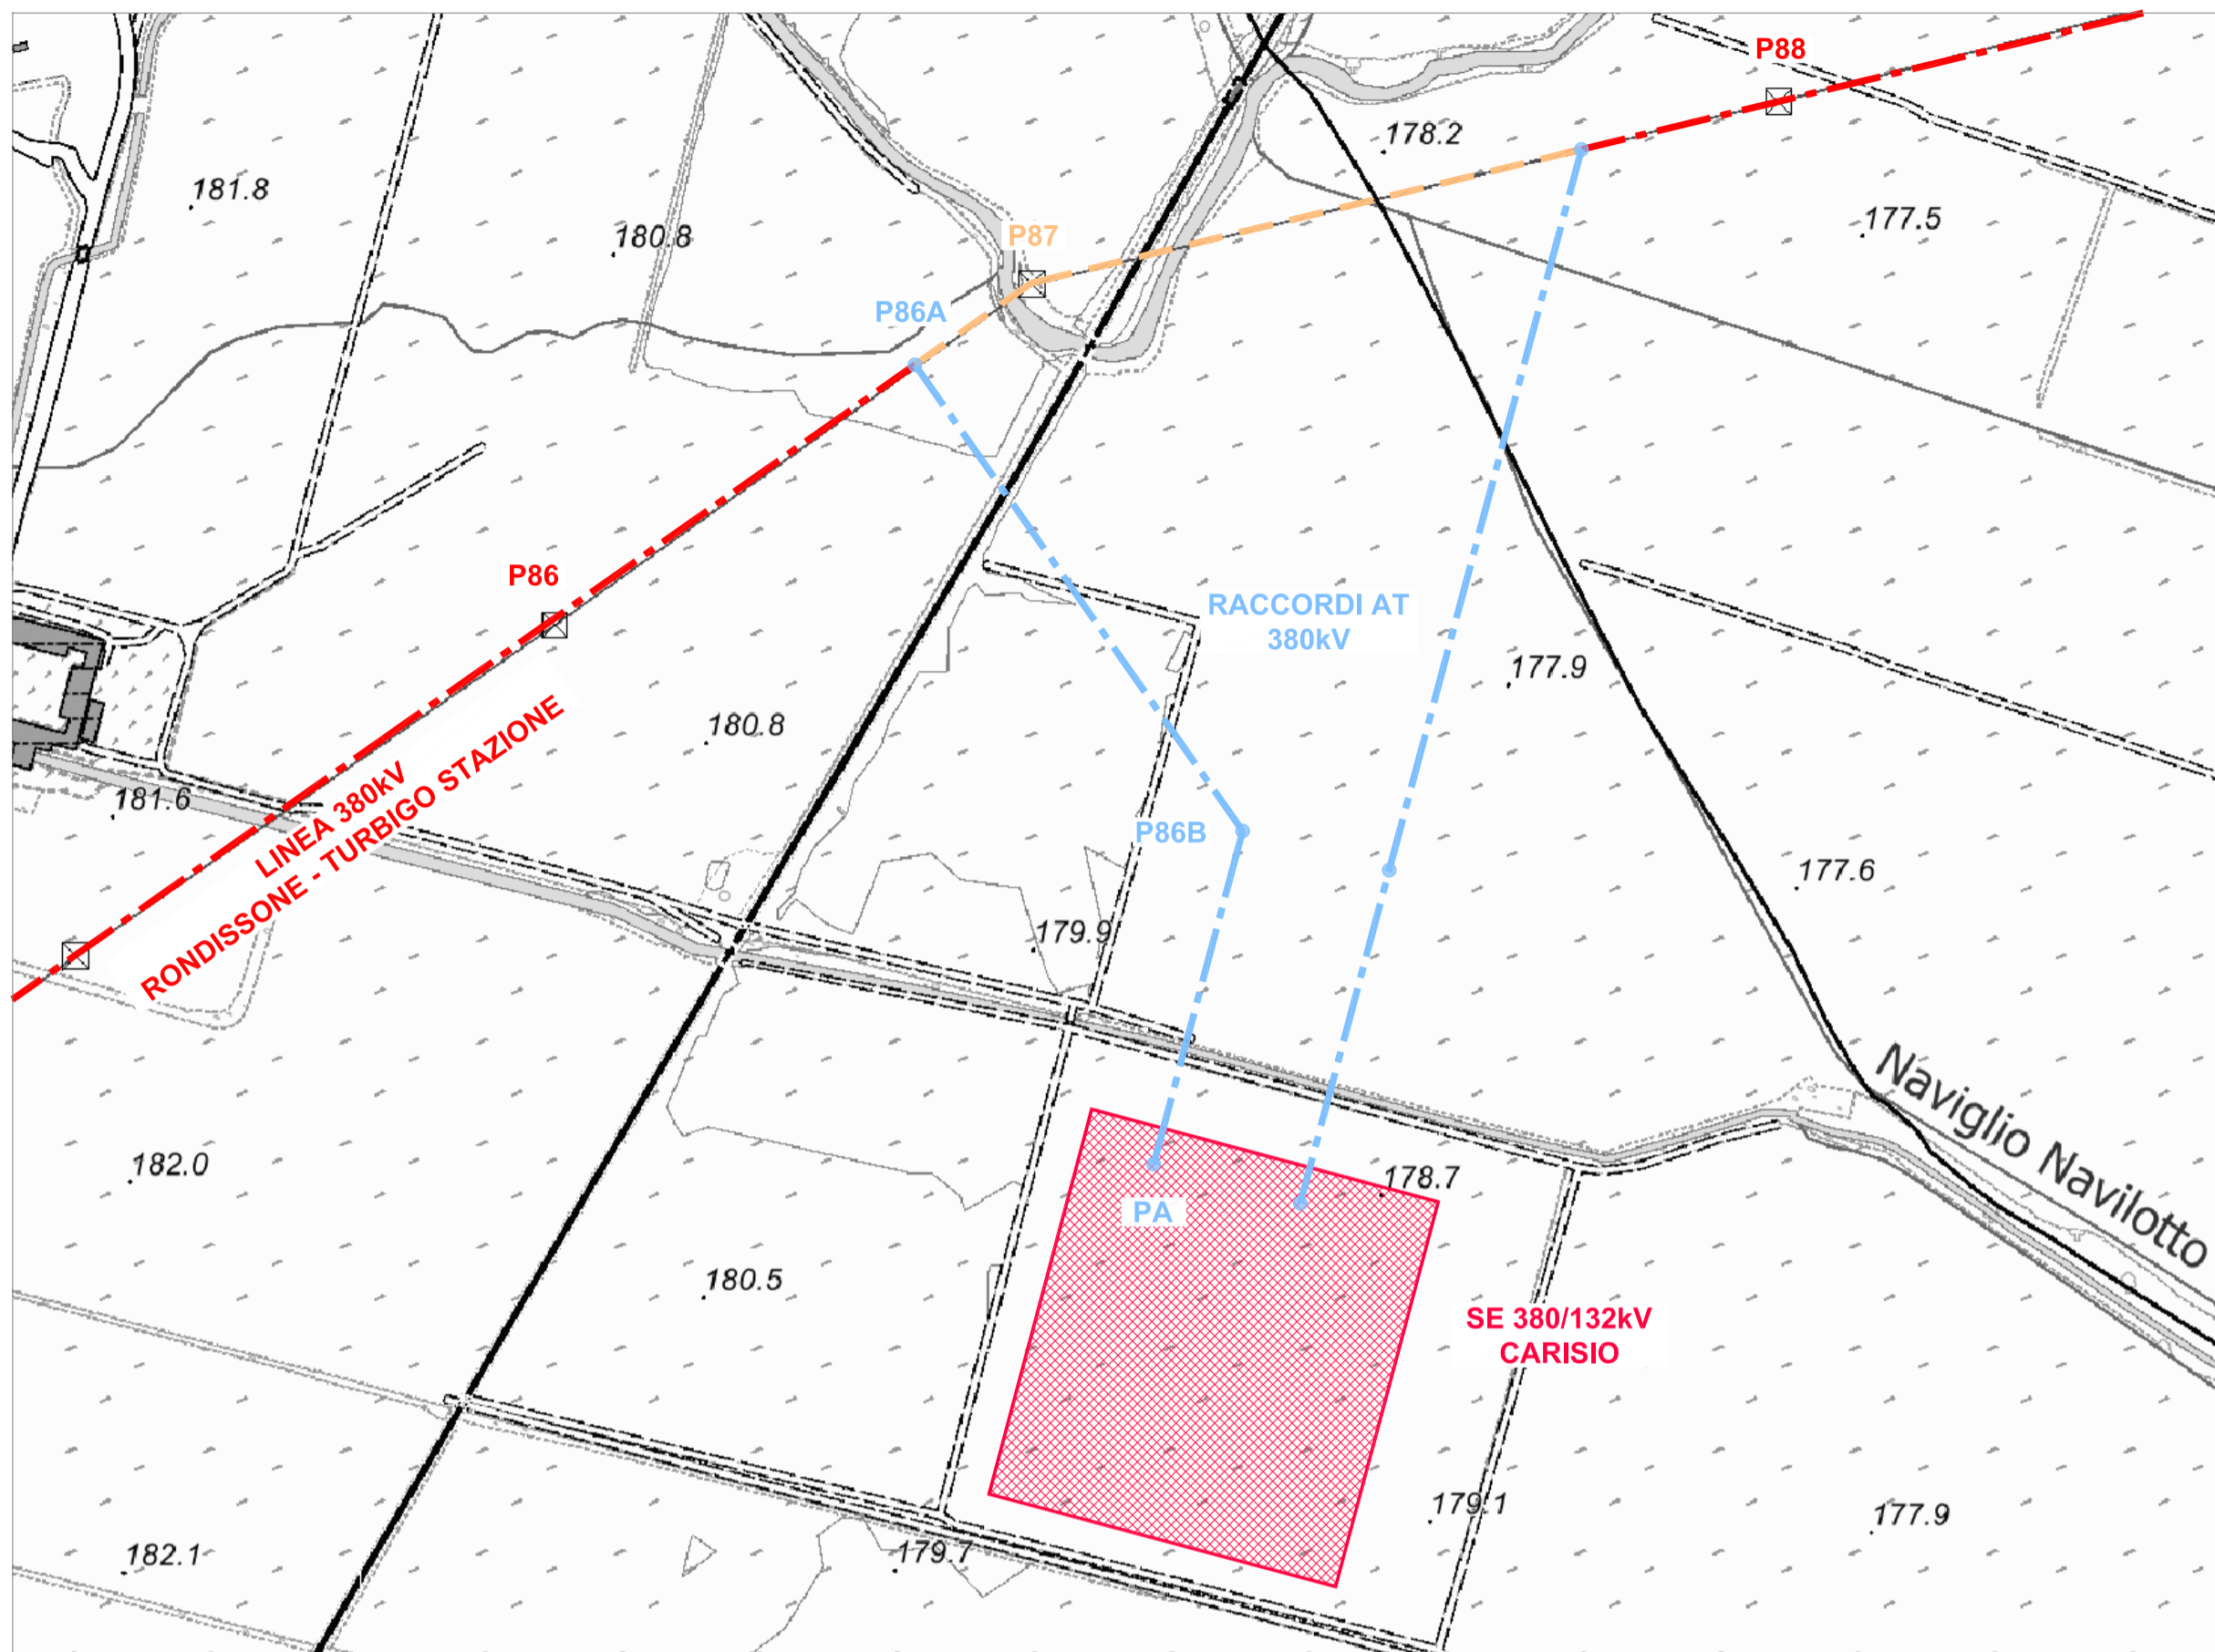 P88
178.2
181.8
177.5
180.8
P87
P86A
P86
RACCORDI AT
380kV
177.9
180.8
LINEA 380kV
RONDISSONE - TURBIGO STAZIONE
181.6
P86B
177.6
179.9
Naviglio Navilotto
182.0
178.7
PA
180.5
SE 380/132kV
CARISIO
179.1
177.9
182.1
179.7